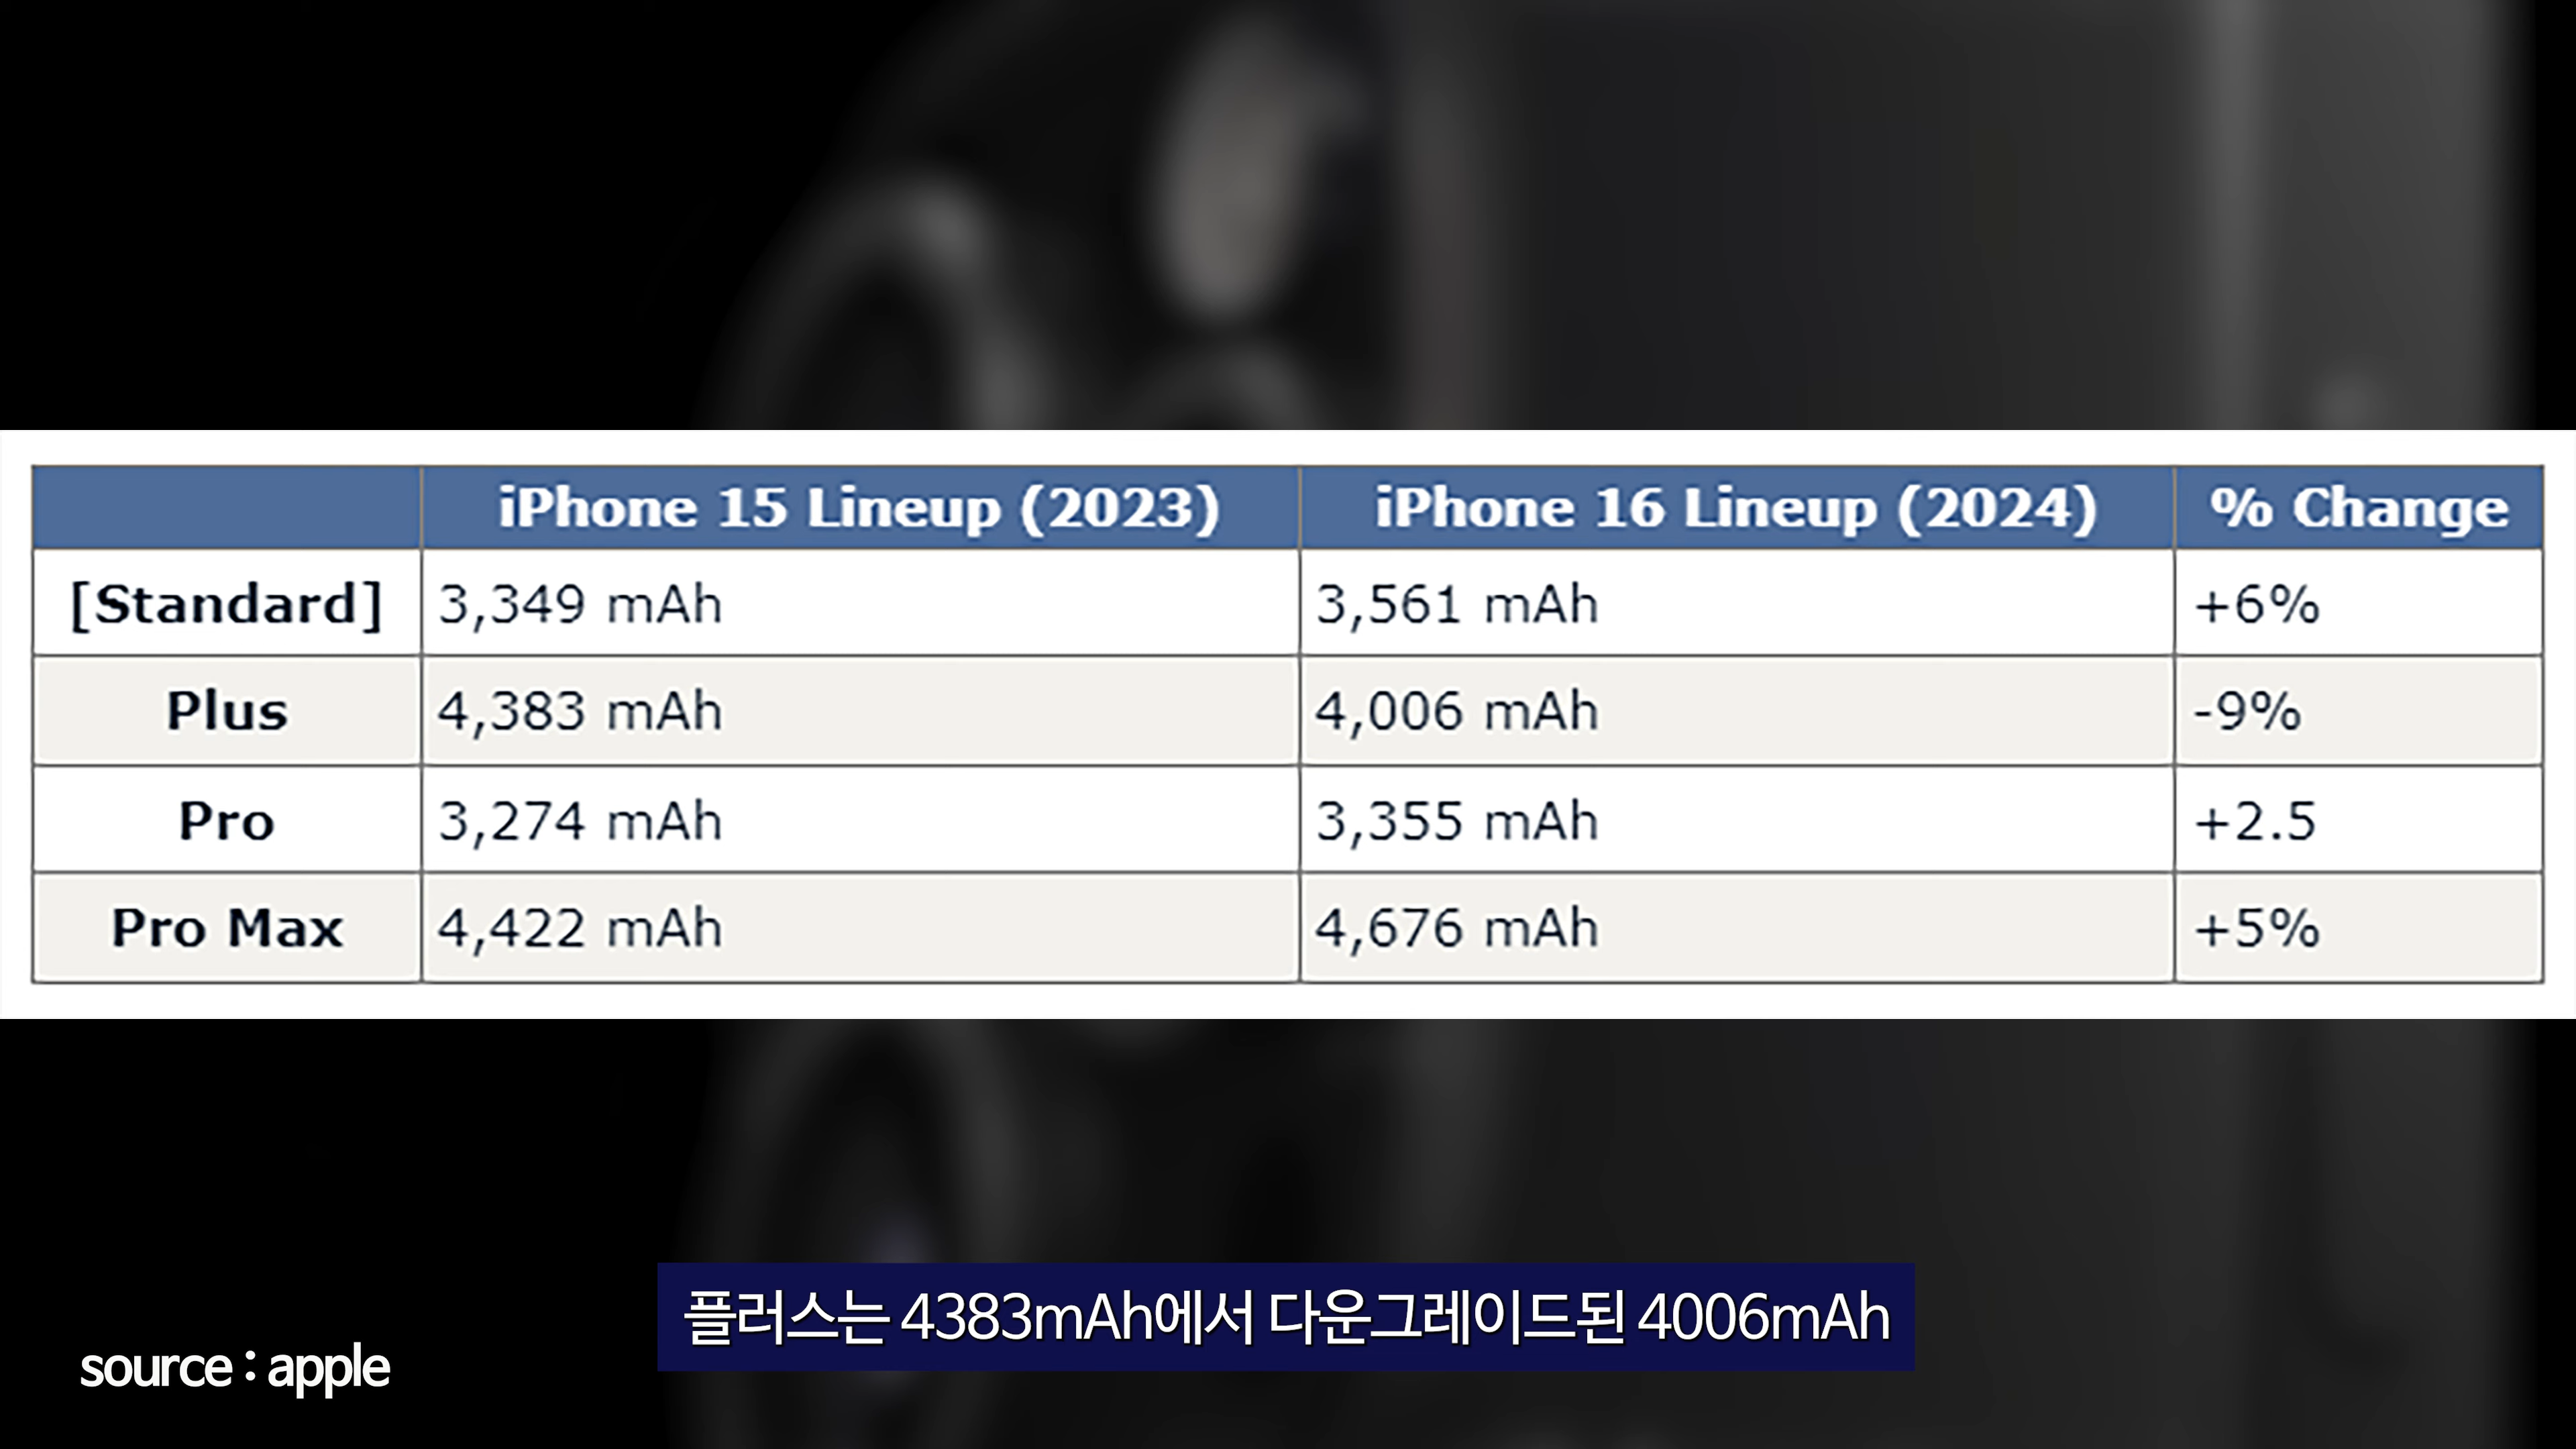 iPhone 15 Lineup (2023) iPhone 16 Lineup (2024) % Change
[Standard] 3,349 mAh 3,561 mAh +6%
Plus 4,383 mAh 4,006 mAh -9%
Pro 3,274 mAh 3,355 mAh +2.5
Pro Max 4,422 mAh 4,676 mAh +5%
플러스는 4383mAh에서 다운그레이드된 4006mAh
source : apple